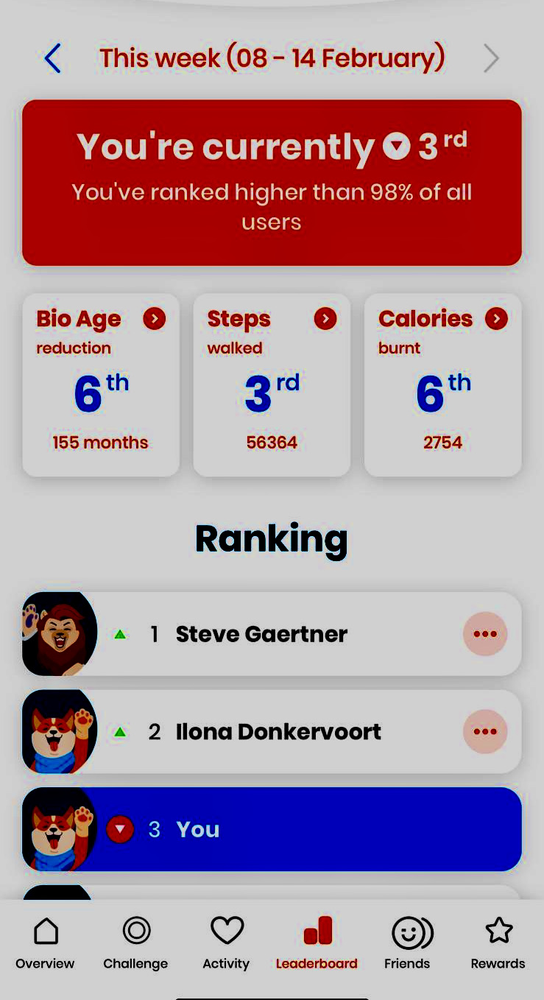 This week (08 - 14 February)
You're currently 3rd
You've ranked higher than 98% of all
users
Bio Age
reduction
6th
155 months
Steps
walked
3rd
56364
Calories
burnt
6th
2754
Ranking
1 Steve Gaertner
2 Ilona Donkervoort
3 You
Overview Challenge Activity Leaderboard Friends Rewards